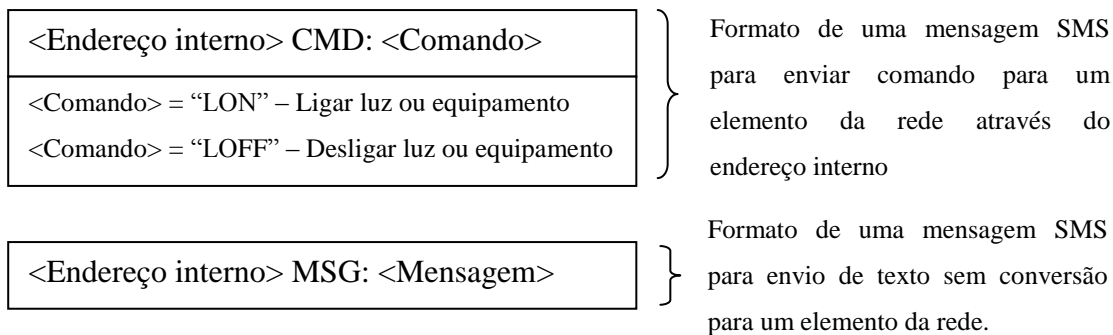 <Endereço interno> CMD: <Comando>
<Comando> = “LON” – Ligar luz ou equipamento
<Comando> = “LOFF” – Desligar luz ou equipamento
Formato de uma mensagem SMS
para enviar comando para um
elemento da rede através do
endereço interno
<Endereço interno> MSG: <Mensagem>
Formato de uma mensagem SMS
para envio de texto sem conversão
para um elemento da rede.